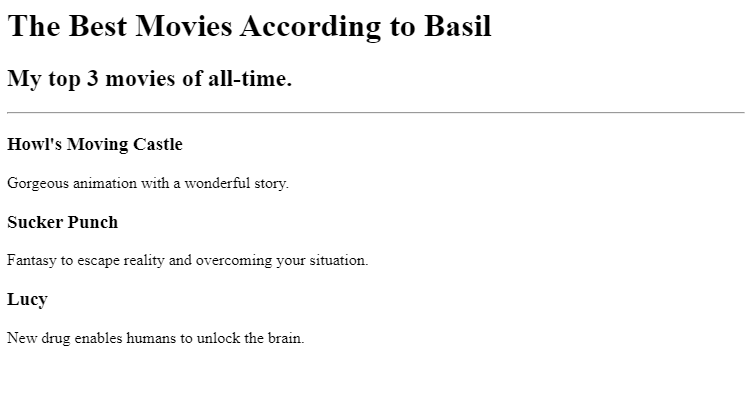 The Best Movies According to Basil
My top 3 movies of all-time.
Howl's Moving Castle
Gorgeous animation with a wonderful story.
Sucker Punch
Fantasy to escape reality and overcoming your situation.
Lucy
New drug enables humans to unlock the brain.